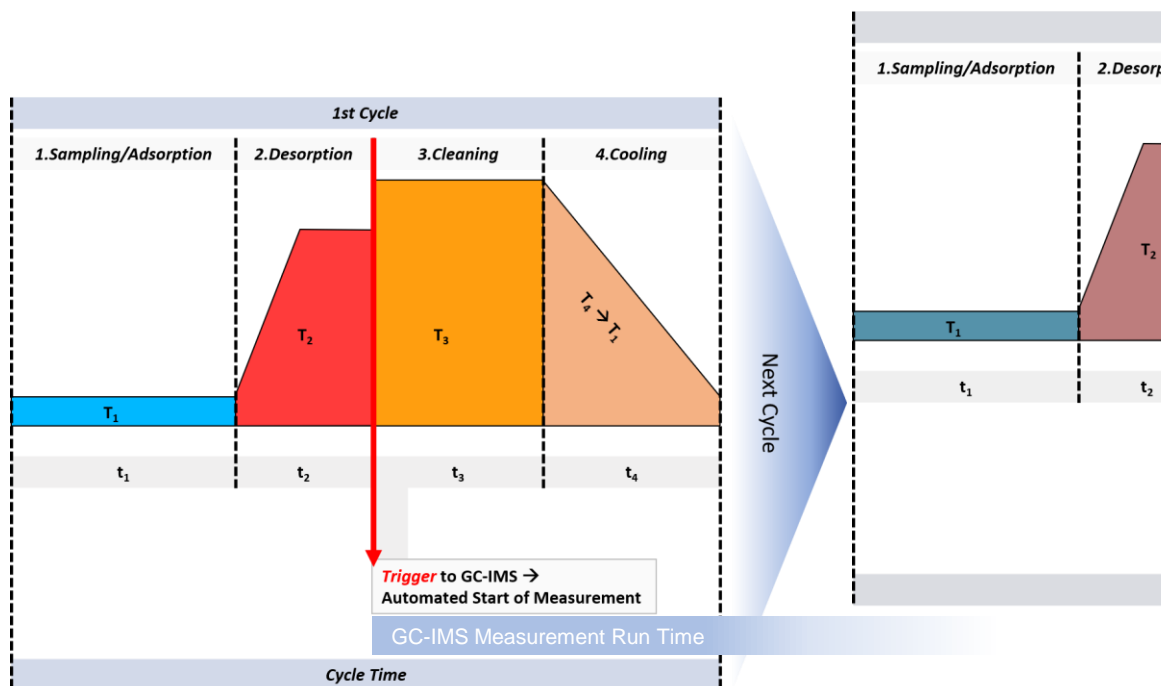 1st Cycle
1.Sampling/Adsorption
2.Desorption
3.Cleaning
4.Cooling
T₁
T₂
T₃
T₄ → T₁
t₁
t₂
t₃
t₄
Trigger to GC-IMS →
Automated Start of Measurement
GC-IMS Measurement Run Time
Cycle Time
Next Cycle
1.Sampling/Adsorption
2.Desorp
T₁
T₂
t₁
t₂